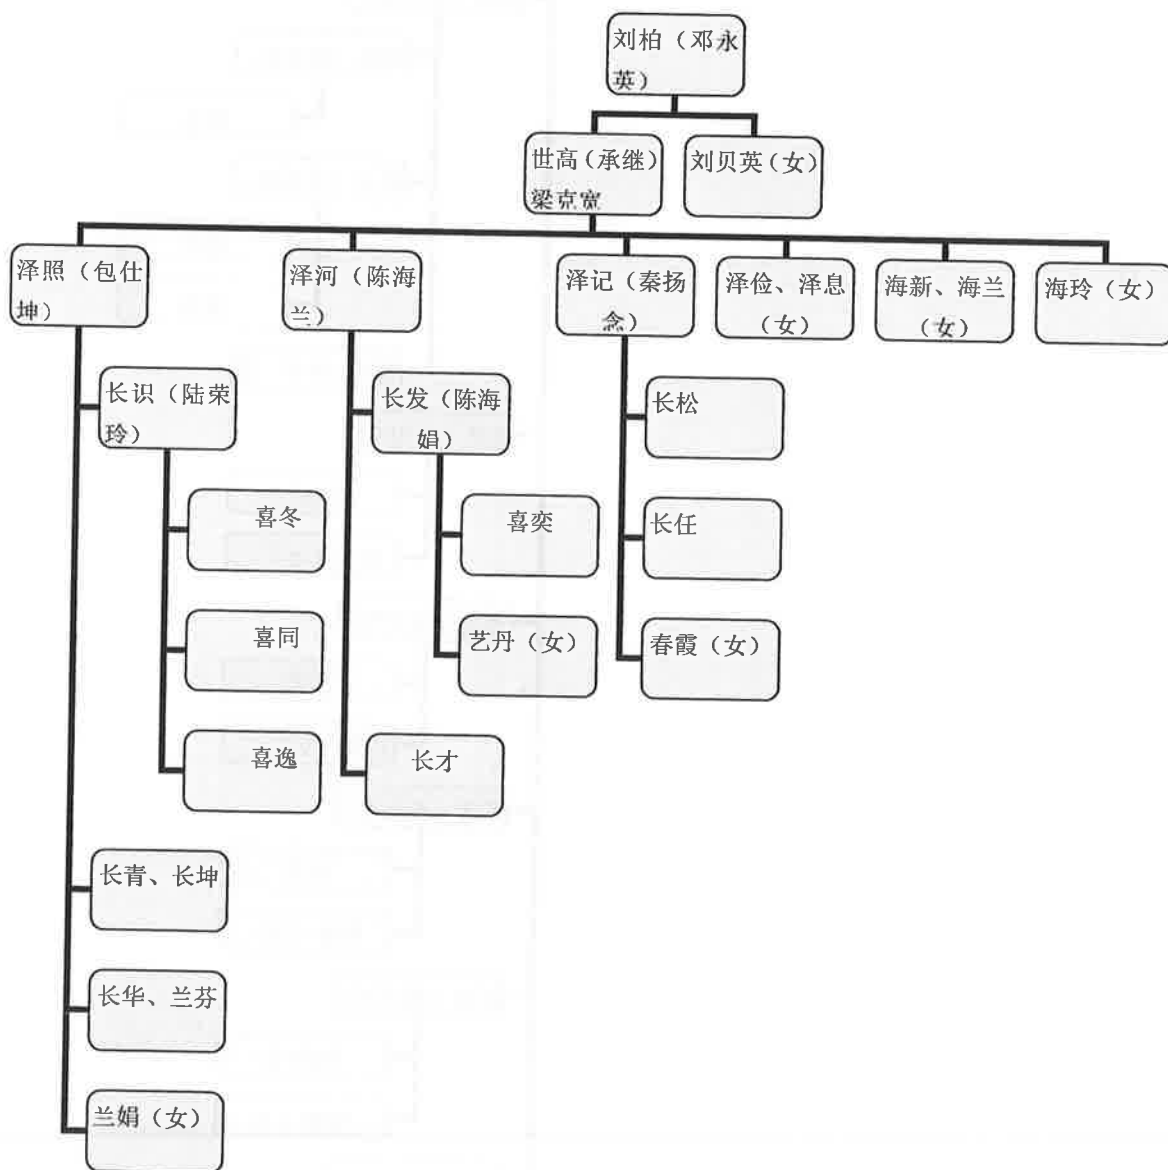 刘柏（邓永
英）
世高（承继）
梁克宽
刘贝英（女）
泽照（包仕
坤）
泽河（陈海
兰）
泽记（秦扬
念）
泽俭、泽息
（女）
海新、海兰
（女）
海玲（女）
长识（陆荣
玲）
喜冬
喜同
喜逸
长青、长坤
长华、兰芬
兰娟（女）
长发（陈海
娟）
喜奕
艺丹（女）
长才
长松
长任
春霞（女）